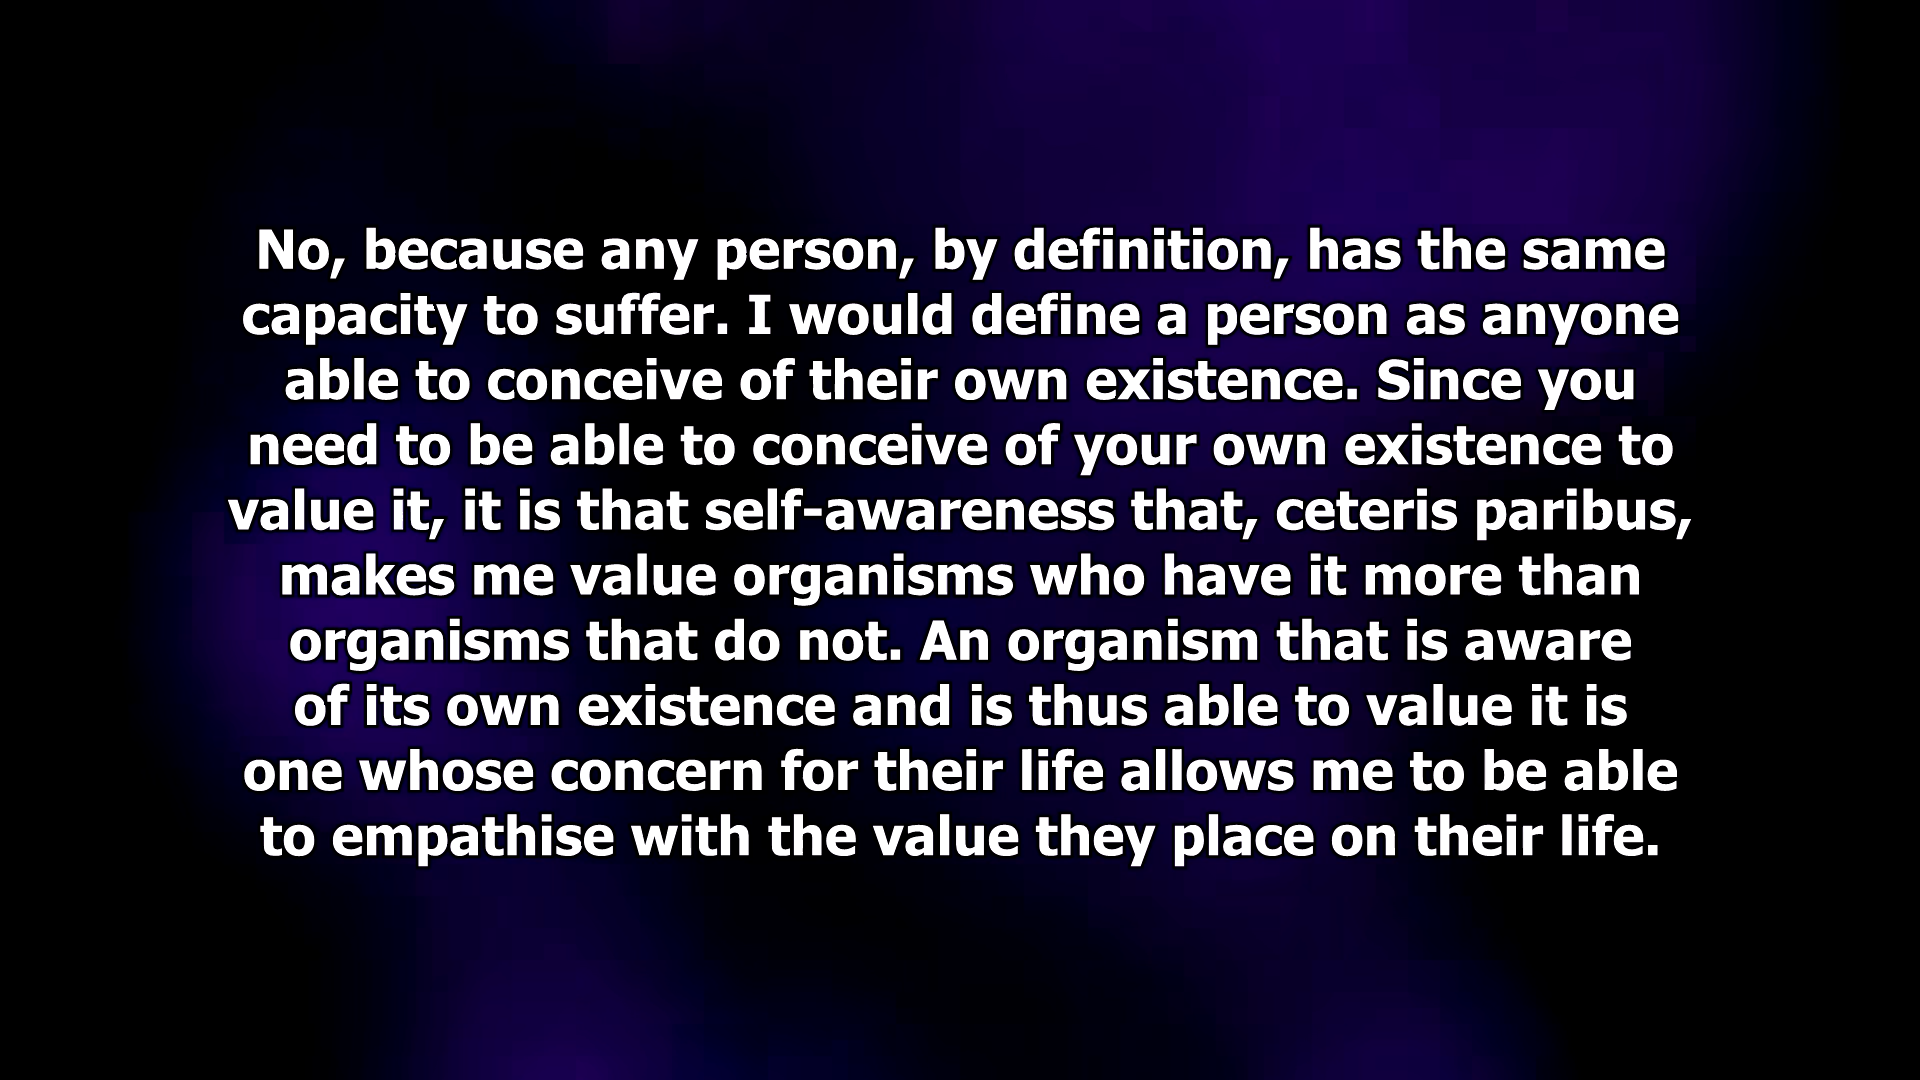 No, because any person, by definition, has the same
capacity to suffer. I would define a person as anyone
able to conceive of their own existence. Since you
need to be able to conceive of your own existence to
value it, it is that self-awareness that, ceteris paribus,
makes me value organisms who have it more than
organisms that do not. An organism that is aware
of its own existence and is thus able to value it is
one whose concern for their life allows me to be able
to empathise with the value they place on their life.